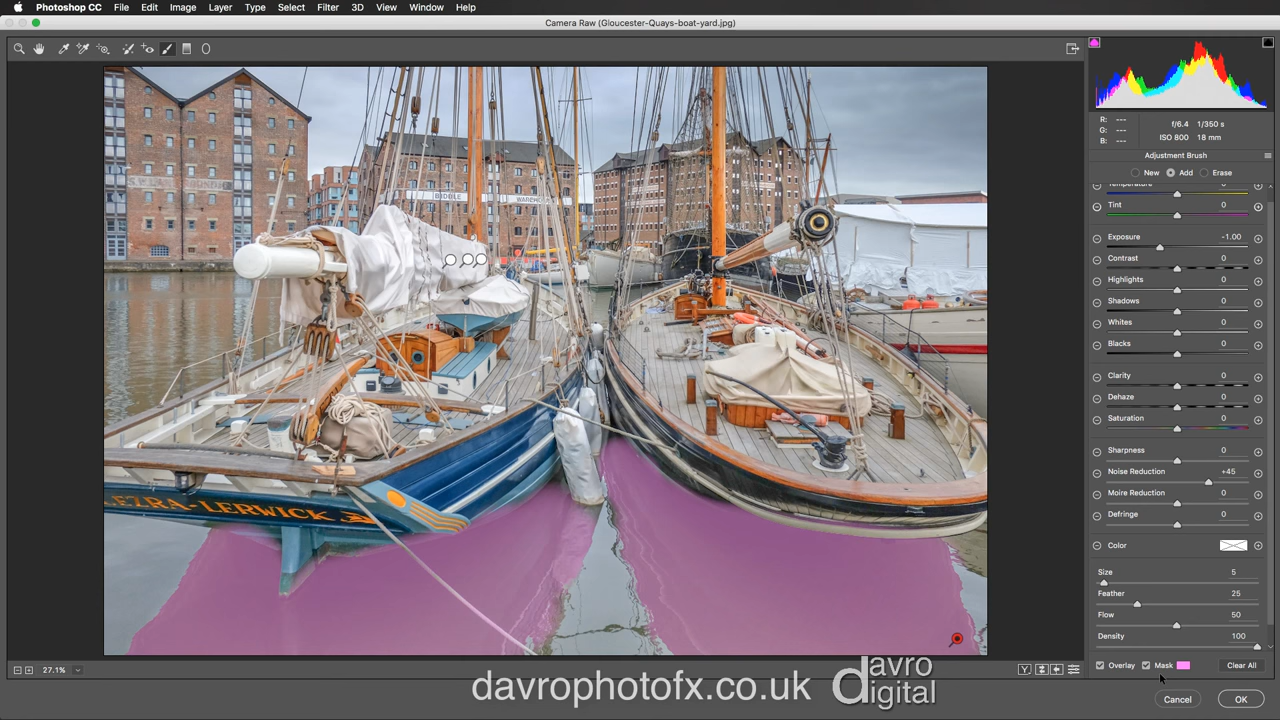 Photoshop CC File Edit Image Layer Type Select Filter 3D View Window Help
Camera Raw (Gloucester-Quays-boat-yard.jpg)
R: ---
G: ---
B: ---
f/6.4 1/350 s
ISO 800 18 mm
Adjustment Brush
New Add Erase
Temperature
Tint 0
Exposure -1.00
Contrast 0
Highlights 0
Shadows 0
Whites 0
Blacks 0
Clarity 0
Dehaze 0
Saturation 0
Sharpness 0
Noise Reduction +45
Moire Reduction 0
Defringe 0
Color
Size 5
Feather 25
Flow 50
Density 100
Overlay Mask Clear All
Cancel OK
BIDDLE WAREHOUSE
LERWICK
27.1%
Y
davrophotofx.co.uk
davro
digital